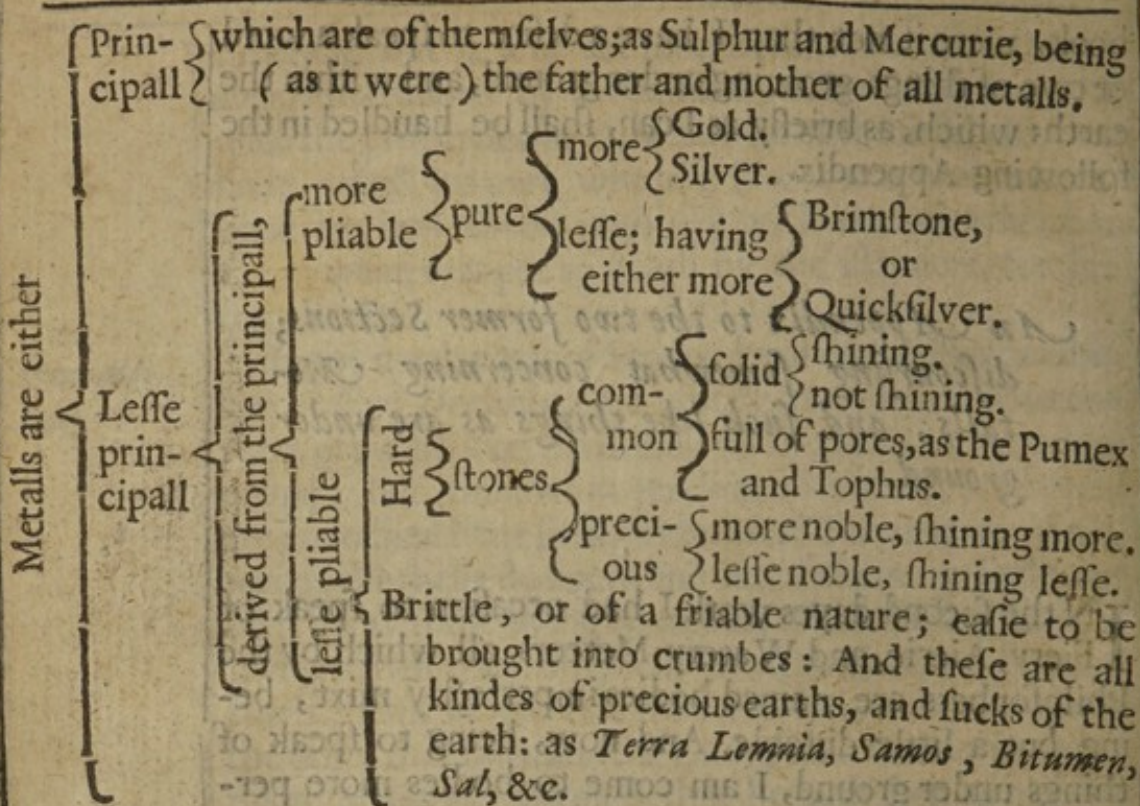 Metalls are either
Prin-
cipall
which are of themſelves;as Sulphur and Mercurie, being
( as it were ) the father and mother of all metalls.
Leſſe
prin-
cipall
derived from the principall,
more
pliable
pure
more
Gold.
Silver.
leſſe; having
either more
Brimſtone,
or
Quickſilver.
leſſe pliable
Hard
ſtones
com-
mon
ſolid
ſhining.
not ſhining.
full of pores,as the Pumex
and Tophus.
preci-
ous
more noble, ſhining more.
leſſe noble, ſhining leſſe.
Brittle, or of a friable nature; eaſie to be
brought into crumbes: And theſe are all
kindes of precious earths, and ſucks of the
earth: as Terra Lemnia, Samos, Bitumen,
Sal, &c.